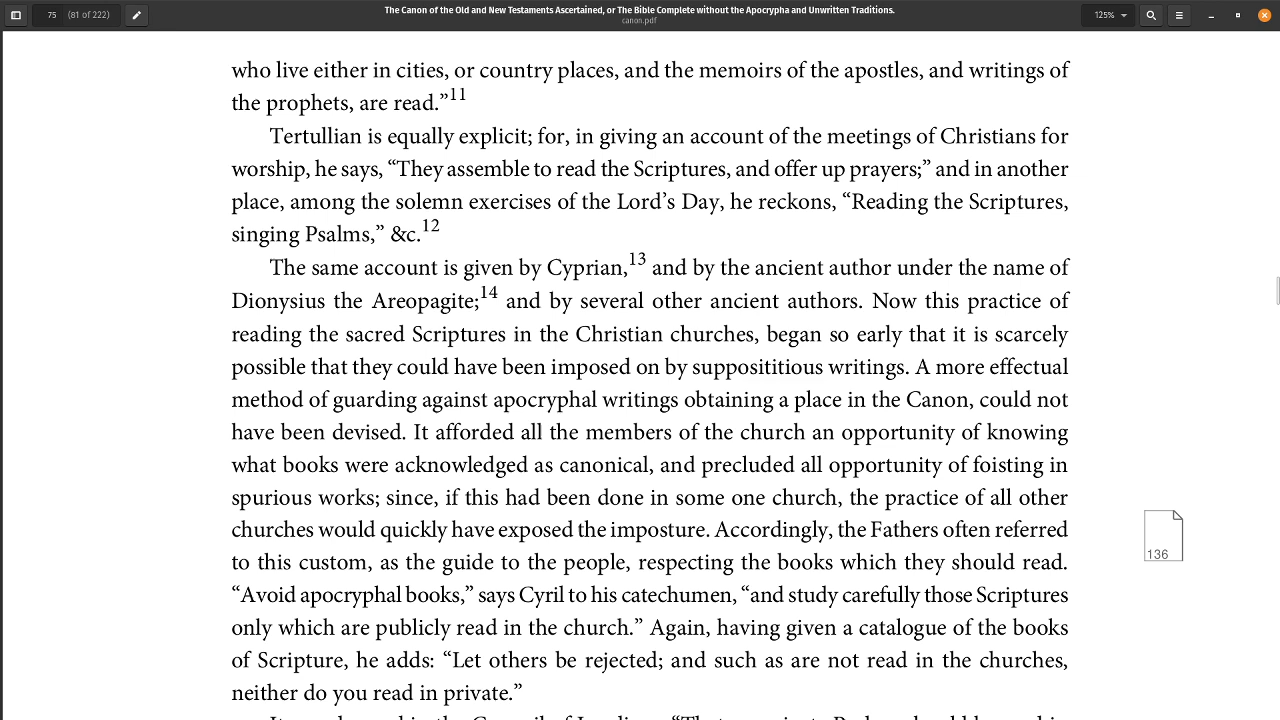 75
(81 of 222)
The Canon of the Old and New Testaments Ascertained, or The Bible Complete without the Apocrypha and Unwritten Traditions.
canon.pdf
125%
who live either in cities, or country places, and the memoirs of the apostles, and writings of
the prophets, are read.”11
Tertullian is equally explicit; for, in giving an account of the meetings of Christians for
worship, he says, “They assemble to read the Scriptures, and offer up prayers;” and in another
place, among the solemn exercises of the Lord’s Day, he reckons, “Reading the Scriptures,
singing Psalms,” &c.12
The same account is given by Cyprian,13 and by the ancient author under the name of
Dionysius the Areopagite;14 and by several other ancient authors. Now this practice of
reading the sacred Scriptures in the Christian churches, began so early that it is scarcely
possible that they could have been imposed on by supposititious writings. A more effectual
method of guarding against apocryphal writings obtaining a place in the Canon, could not
have been devised. It afforded all the members of the church an opportunity of knowing
what books were acknowledged as canonical, and precluded all opportunity of foisting in
spurious works; since, if this had been done in some one church, the practice of all other
churches would quickly have exposed the imposture. Accordingly, the Fathers often referred
to this custom, as the guide to the people, respecting the books which they should read.
“Avoid apocryphal books,” says Cyril to his catechumen, “and study carefully those Scriptures
only which are publicly read in the church.” Again, having given a catalogue of the books
of Scripture, he adds: “Let others be rejected; and such as are not read in the churches,
neither do you read in private.”
136